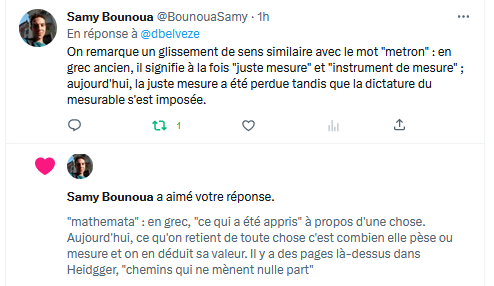 Samy Bounoua @BounouaSamy · 1h
En réponse à @dbelveze
On remarque un glissement de sens similaire avec le mot "metron" : en
grec ancien, il signifie à la fois "juste mesure" et "instrument de mesure" ;
aujourd'hui, la juste mesure a été perdue tandis que la dictature du
mesurable s'est imposée.
1
Samy Bounoua a aimé votre réponse.
"mathemata" : en grec, "ce qui a été appris" à propos d'une chose.
Aujourd'hui, ce qu'on retient de toute chose c'est combien elle pèse ou
mesure et on en déduit sa valeur. Il y a des pages là-dessus dans
Heidgger, "chemins qui ne mènent nulle part"